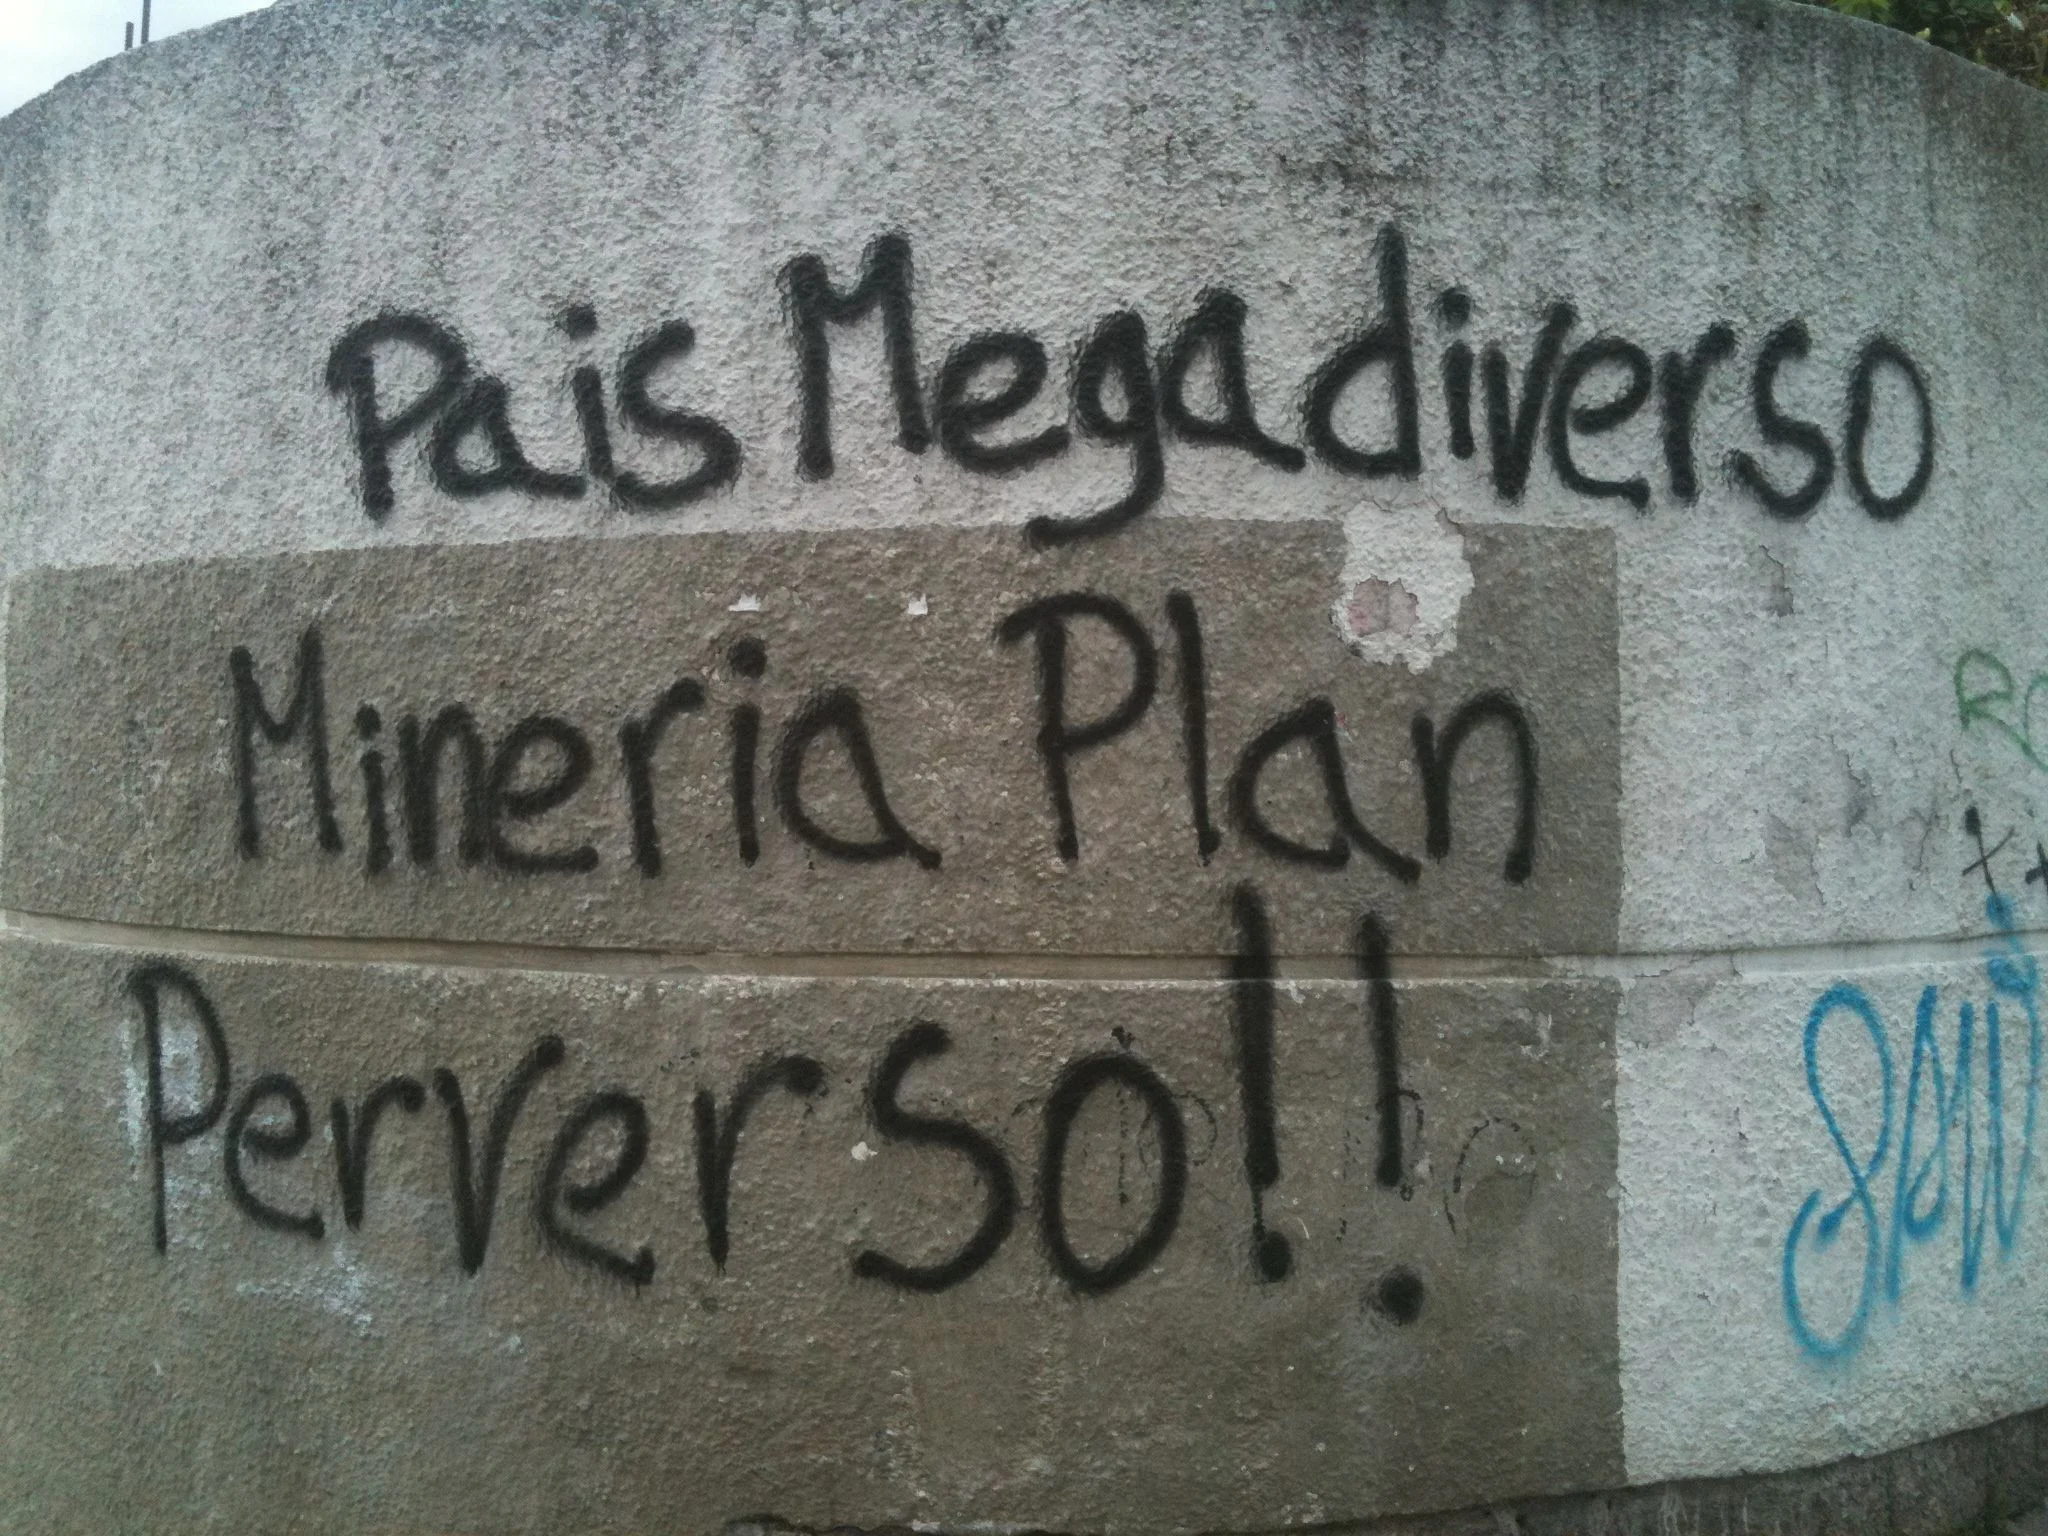 Pais Megadiverso
Mineria Plan
Perverso!!